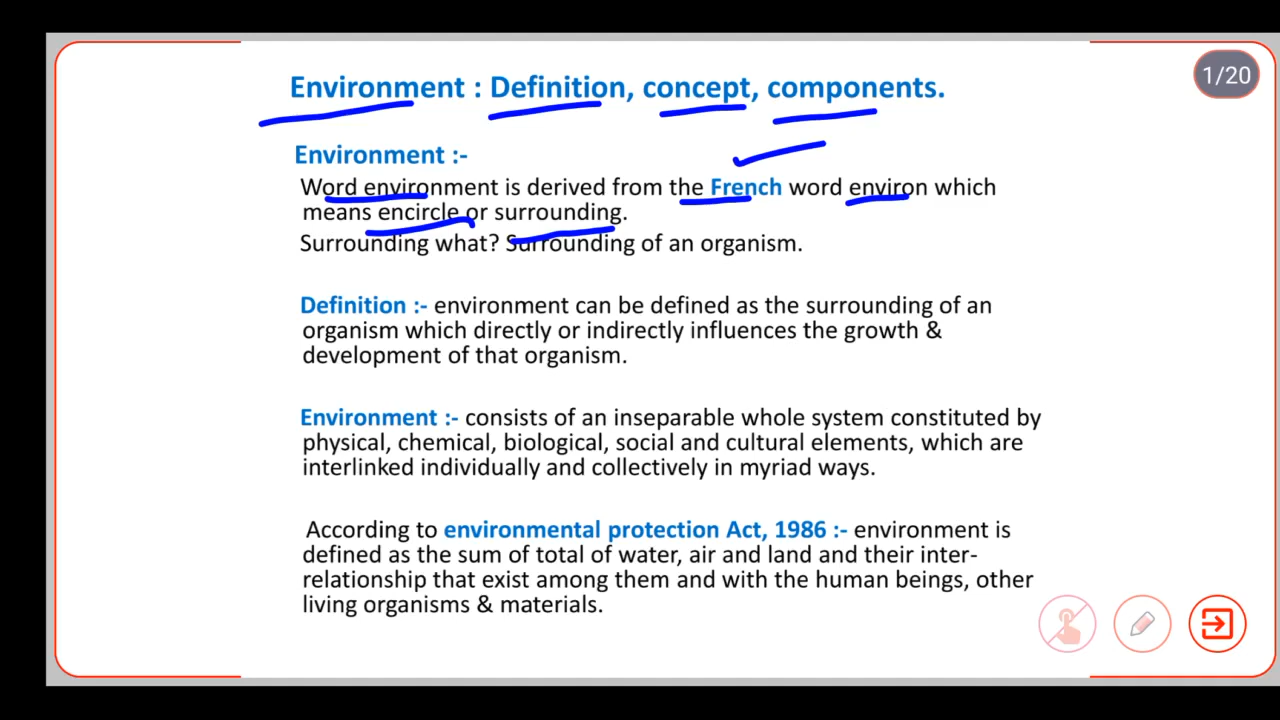 1/20
Environment : Definition, concept, components.
Environment :-
Word environment is derived from the French word environ which
means encircle or surrounding.
Surrounding what? Surrounding of an organism.
Definition :- environment can be defined as the surrounding of an
organism which directly or indirectly influences the growth &
development of that organism.
Environment :- consists of an inseparable whole system constituted by
physical, chemical, biological, social and cultural elements, which are
interlinked individually and collectively in myriad ways.
According to environmental protection Act, 1986 :- environment is
defined as the sum of total of water, air and land and their inter-
relationship that exist among them and with the human beings, other
living organisms & materials.